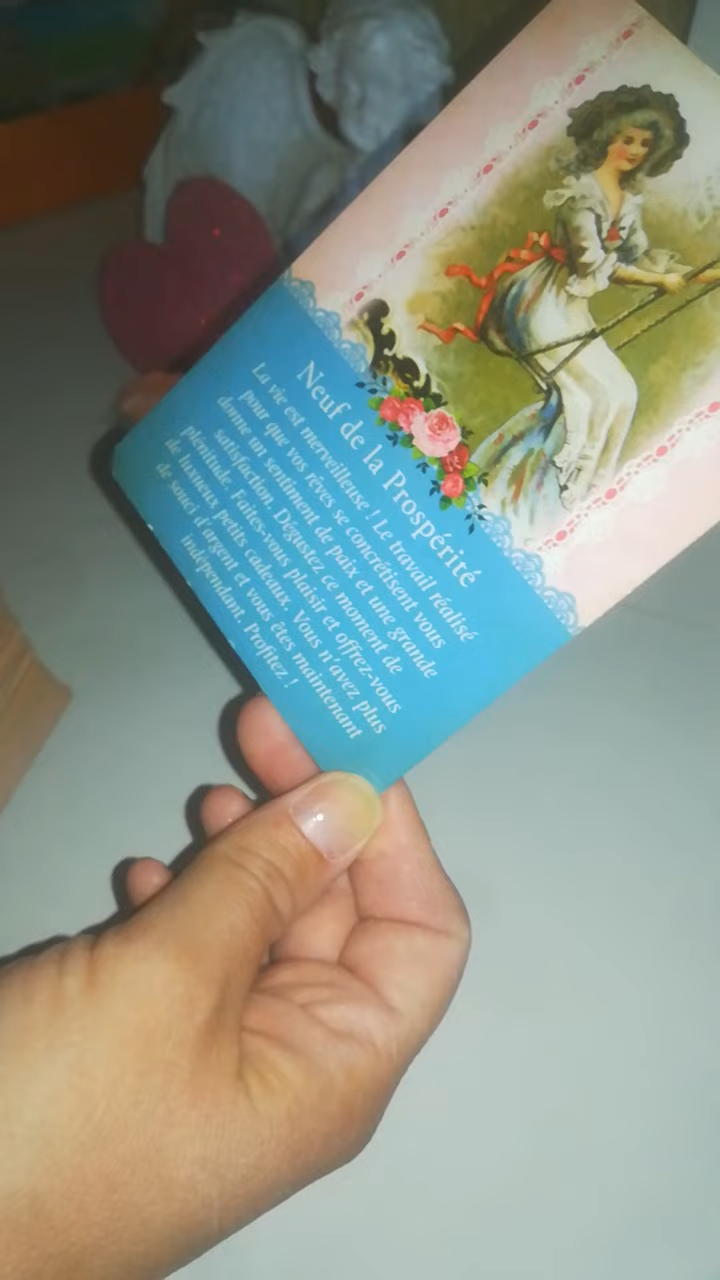 Neuf de la Prospérité
La vie est merveilleuse ! Le travail réalisé
pour que vos rêves se concrétisent vous
donne un sentiment de paix et une grande
satisfaction. Dégustez ce moment de
plénitude. Faites-vous plaisir et offrez-vous
de luxueux petits cadeaux. Vous n'avez plus
de souci d'argent et vous êtes maintenant
indépendant. Profitez !